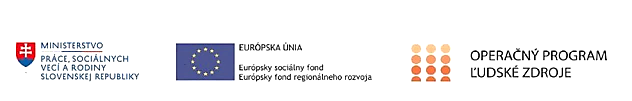 MINISTERSTVO
PRÁCE, SOCIÁLNYCH
VECÍ A RODINY
SLOVENSKEJ REPUBLIKY
EURÓPSKA ÚNIA
Európsky sociálny fond
Európsky fond regionálneho rozvoja
OPERAČNÝ PROGRAM
ĽUDSKÉ ZDROJE